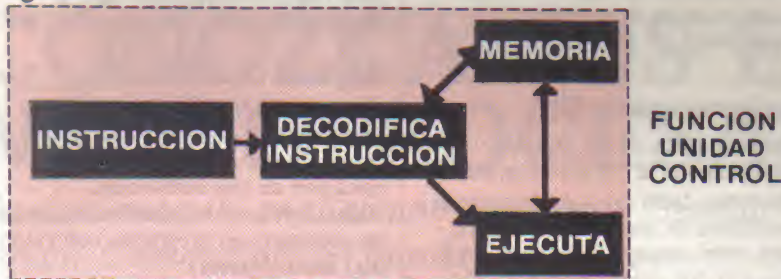 MEMORIA
INSTRUCCION
DECODIFICA
INSTRUCCION
EJECUTA
FUNCION
UNIDAD
CONTROL